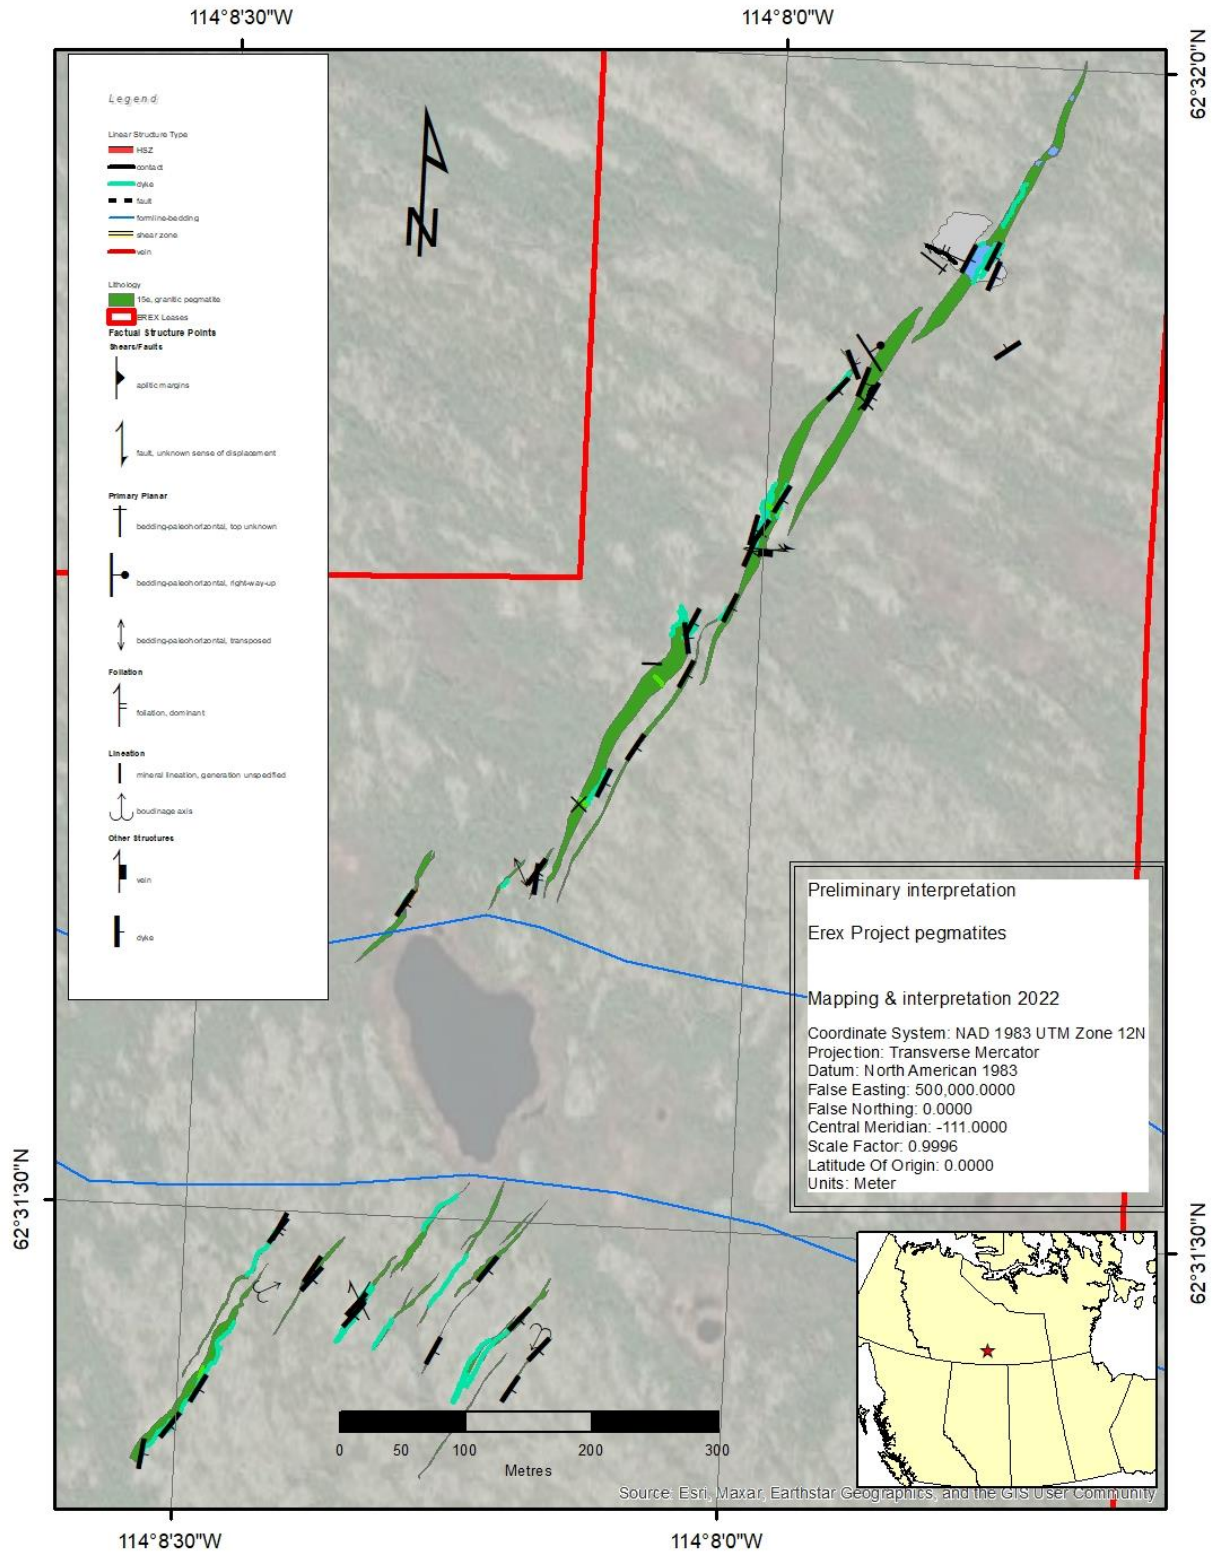 114°8'30"W
114°8'0"W
62°32'0"N
Legend
Linear Structure Type
HSZ
contact
dyke
fault
formline-bedding
shear zone
vein
Lithology
15e, granitic pegmatite
EREX Leases
Factual Structure Points
Shears/Faults
aplitic margins
fault, unknown sense of displacement
Primary Planar
bedding-paleohorizontal, top unknown
bedding-paleohorizontal, right-way-up
bedding-paleohorizontal, transposed
Foliation
foliation, dominant
Lineation
mineral lineation, generation unspecified
boudinage axis
Other Structures
vein
dyke
N
Preliminary interpretation
Erex Project pegmatites
Mapping & interpretation 2022
Coordinate System: NAD 1983 UTM Zone 12N
Projection: Transverse Mercator
Datum: North American 1983
False Easting: 500,000.0000
False Northing: 0.0000
Central Meridian: -111.0000
Scale Factor: 0.9996
Latitude Of Origin: 0.0000
Units: Meter
62°31'30"N
62°31'30"N
0 50 100 200 300
Metres
Source: Esri, Maxar, Earthstar Geographics, and the GIS User Community
114°8'30"W
114°8'0"W